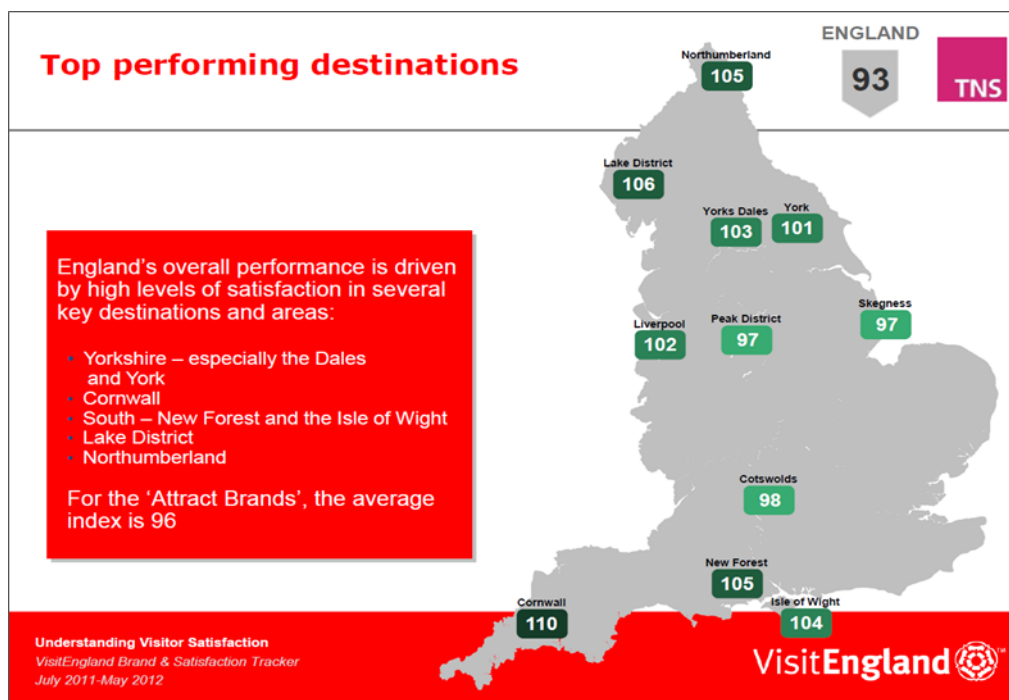 Top performing destinations
ENGLAND
93
TNS
Northumberland
105
Lake District
106
Yorks Dales
103
York
101
Skegness
97
Liverpool
102
Peak District
97
Cotswolds
98
New Forest
105
Isle of Wight
104
Cornwall
110
England's overall performance is driven
by high levels of satisfaction in several
key destinations and areas:
• Yorkshire – especially the Dales
and York
• Cornwall
• South – New Forest and the Isle of Wight
• Lake District
• Northumberland
For the 'Attract Brands', the average
index is 96
Understanding Visitor Satisfaction
VisitEngland Brand & Satisfaction Tracker
July 2011-May 2012
VisitEngland™